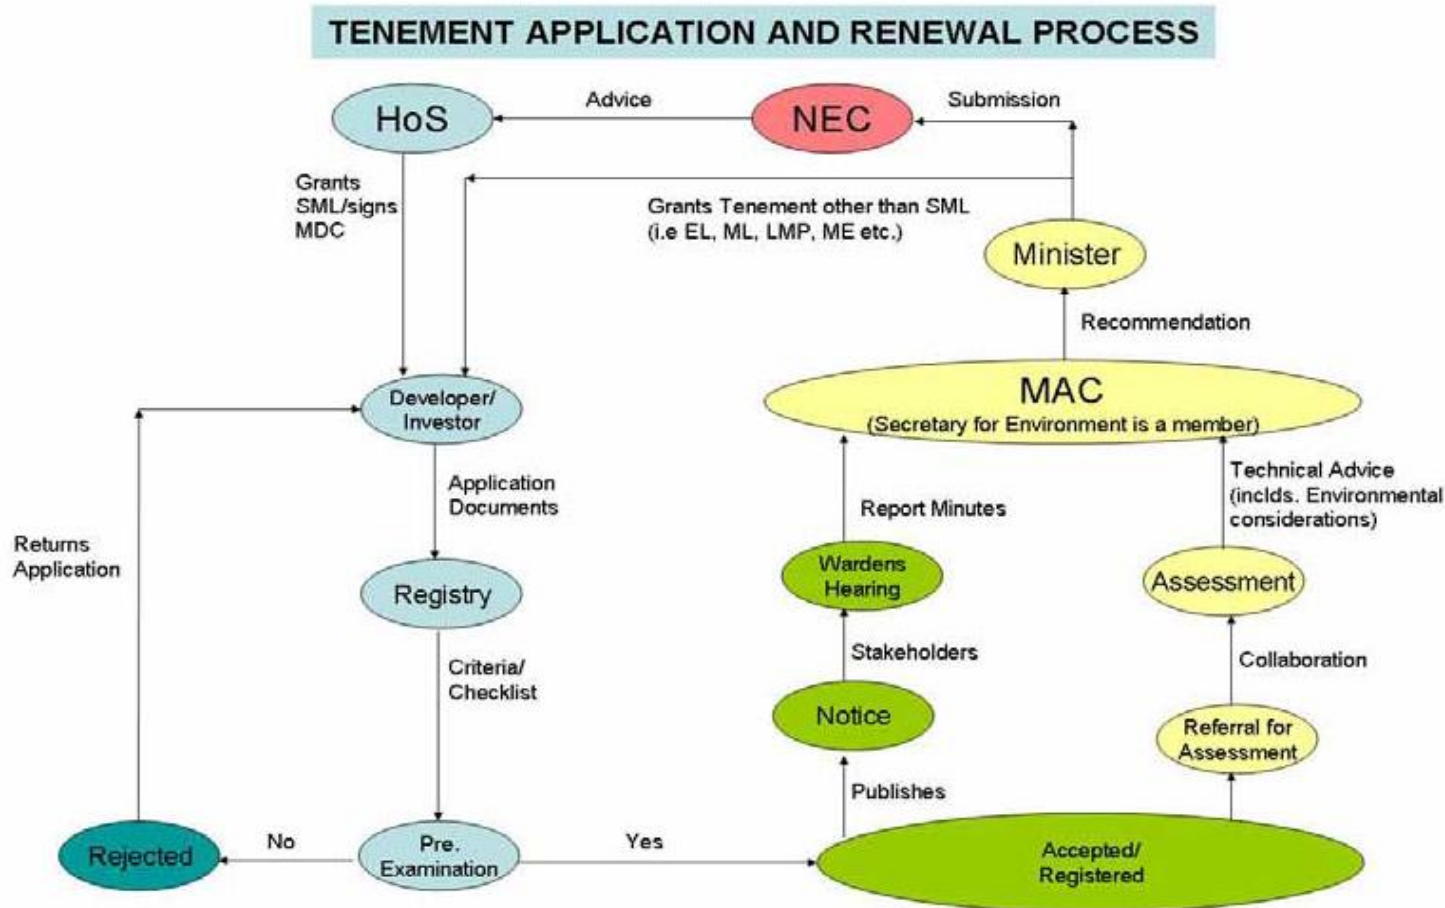 TENEMENT APPLICATION AND RENEWAL PROCESS
HoS
Advice
NEC
Submission
Grants
SML/signs
MDC
Grants Tenement other than SML
(i.e EL, ML, LMP, ME etc.)
Minister
Recommendation
MAC
(Secretary for Environment is a member)
Developer/
Investor
Application
Documents
Report Minutes
Technical Advice
(inclds. Environmental
considerations)
Returns
Application
Registry
Wardens
Hearing
Assessment
Criteria/
Checklist
Stakeholders
Collaboration
Notice
Referral for
Assessment
Publishes
Rejected
No
Pre.
Examination
Yes
Accepted/
Registered